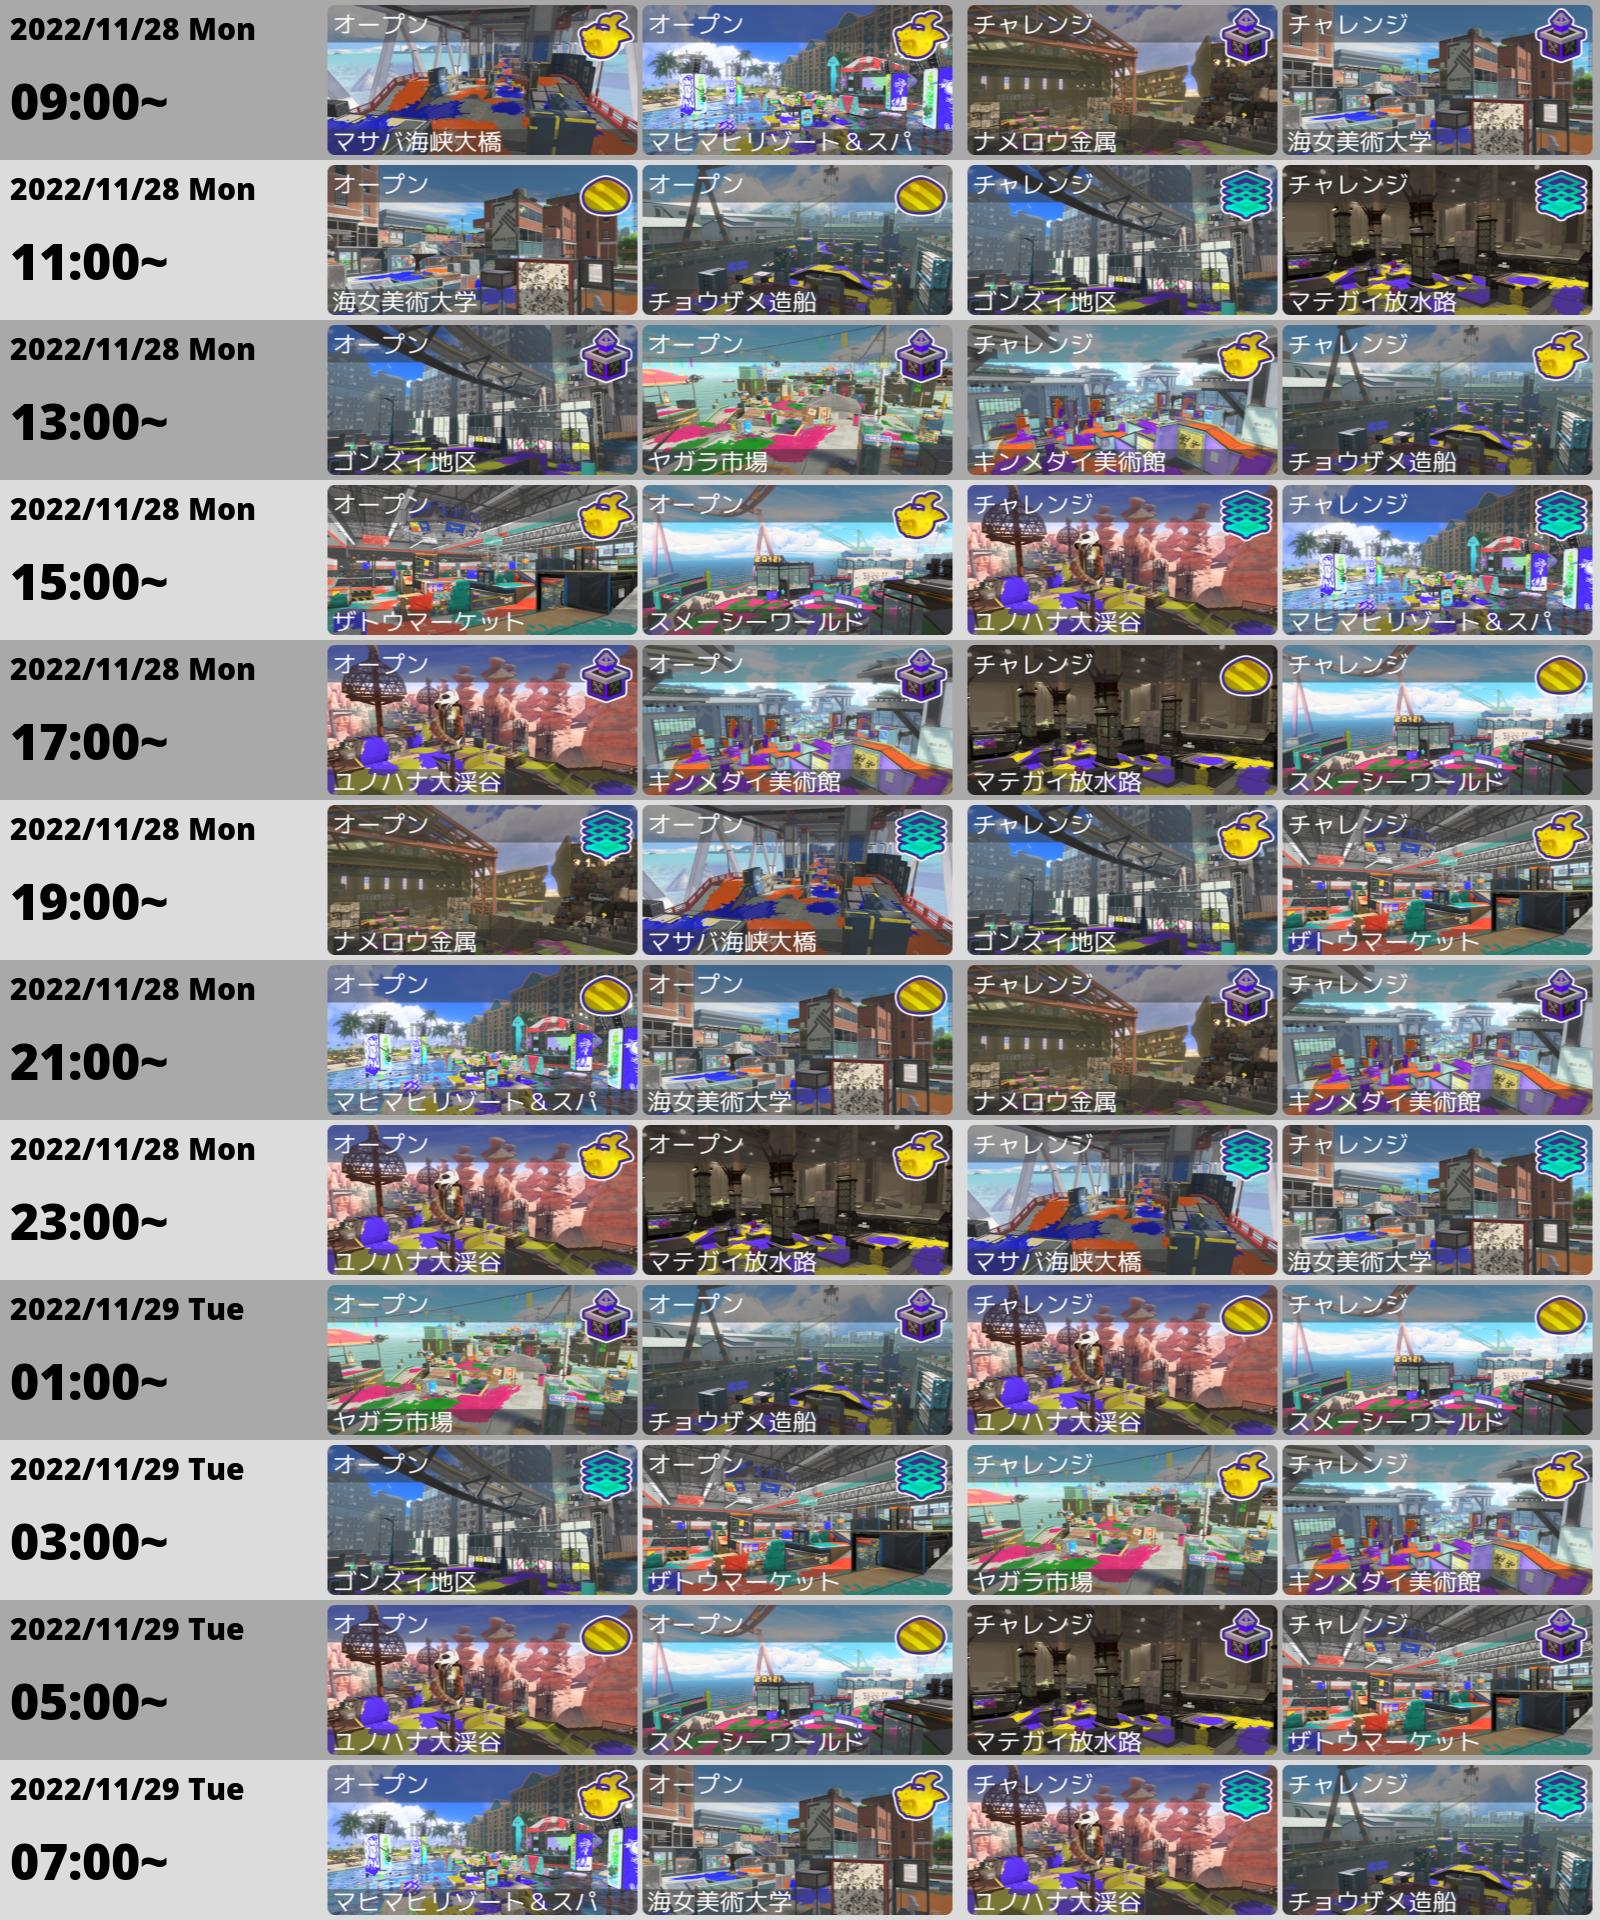 2022/11/28 Mon
09:00~
オープン
マサバ海峡大橋
オープン
マヒマヒリゾート＆スパ
チャレンジ
ナメロウ金属
チャレンジ
海女美術大学
2022/11/28 Mon
11:00~
オープン
海女美術大学
オープン
チョウザメ造船
チャレンジ
ゴンズイ地区
チャレンジ
マテガイ放水路
2022/11/28 Mon
13:00~
オープン
ゴンズイ地区
オープン
ヤガラ市場
チャレンジ
キンメダイ美術館
チャレンジ
チョウザメ造船
2022/11/28 Mon
15:00~
オープン
ザトウマーケット
オープン
スメーシーワールド
チャレンジ
ユノハナ大渓谷
チャレンジ
マヒマヒリゾート＆スパ
2022/11/28 Mon
17:00~
オープン
ユノハナ大渓谷
オープン
キンメダイ美術館
チャレンジ
マテガイ放水路
チャレンジ
スメーシーワールド
2022/11/28 Mon
19:00~
オープン
ナメロウ金属
オープン
マサバ海峡大橋
チャレンジ
ゴンズイ地区
チャレンジ
ザトウマーケット
2022/11/28 Mon
21:00~
オープン
マヒマヒリゾート＆スパ
オープン
海女美術大学
チャレンジ
ナメロウ金属
チャレンジ
キンメダイ美術館
2022/11/28 Mon
23:00~
オープン
ユノハナ大渓谷
オープン
マテガイ放水路
チャレンジ
マサバ海峡大橋
チャレンジ
海女美術大学
2022/11/29 Tue
01:00~
オープン
ヤガラ市場
オープン
チョウザメ造船
チャレンジ
ユノハナ大渓谷
チャレンジ
スメーシーワールド
2022/11/29 Tue
03:00~
オープン
ゴンズイ地区
オープン
ザトウマーケット
チャレンジ
ヤガラ市場
チャレンジ
キンメダイ美術館
2022/11/29 Tue
05:00~
オープン
ユノハナ大渓谷
オープン
スメーシーワールド
チャレンジ
マテガイ放水路
チャレンジ
ザトウマーケット
2022/11/29 Tue
07:00~
オープン
マヒマヒリゾート＆スパ
オープン
海女美術大学
チャレンジ
ユノハナ大渓谷
チャレンジ
チョウザメ造船